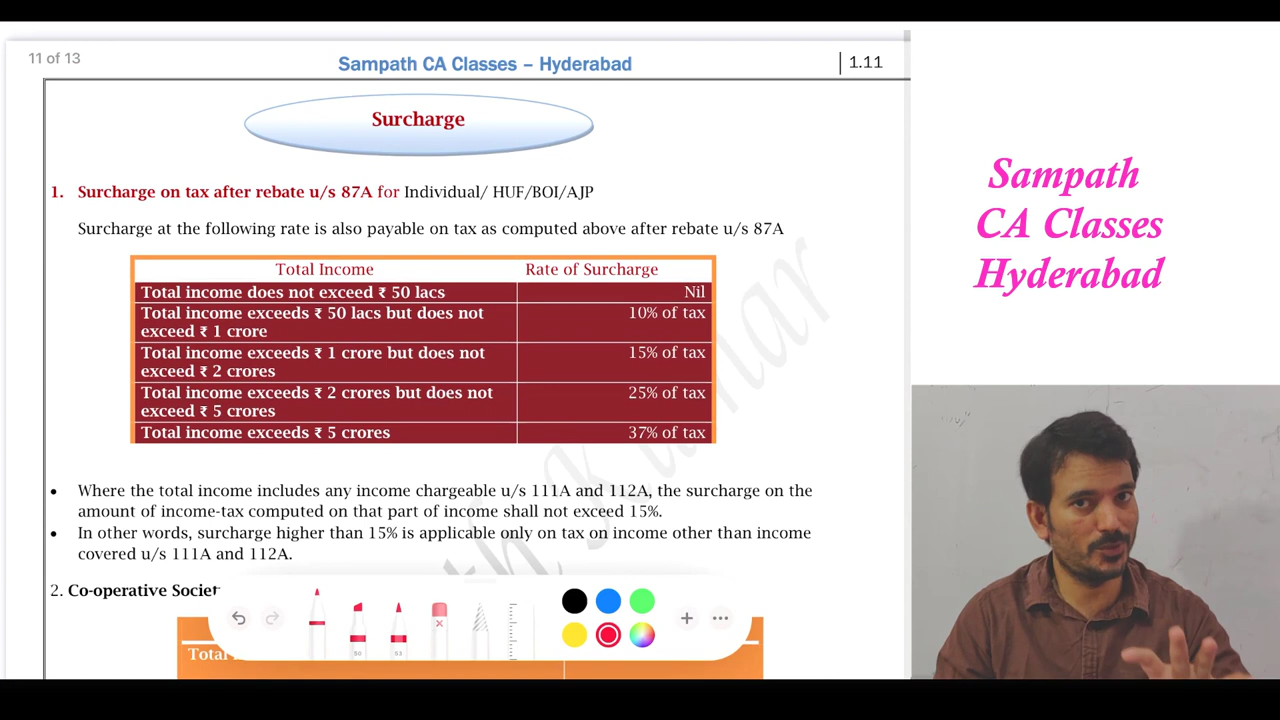 11 of 13
Sampath CA Classes – Hyderabad
1.11
Surcharge
1. Surcharge on tax after rebate u/s 87A for Individual/ HUF/BOI/AJP
Surcharge at the following rate is also payable on tax as computed above after rebate u/s 87A
Total Income Rate of Surcharge
Total income does not exceed ₹ 50 lacs Nil
Total income exceeds ₹ 50 lacs but does not
exceed ₹ 1 crore
10% of tax
Total income exceeds ₹ 1 crore but does not
exceed ₹ 2 crores
15% of tax
Total income exceeds ₹ 2 crores but does not
exceed ₹ 5 crores
25% of tax
Total income exceeds ₹ 5 crores 37% of tax
• Where the total income includes any income chargeable u/s 111A and 112A, the surcharge on the
amount of income-tax computed on that part of income shall not exceed 15%.
• In other words, surcharge higher than 15% is applicable only on tax on income other than income
covered u/s 111A and 112A.
2. Co-operative Societ
Total
50
53
Sampath
CA Classes
Hyderabad